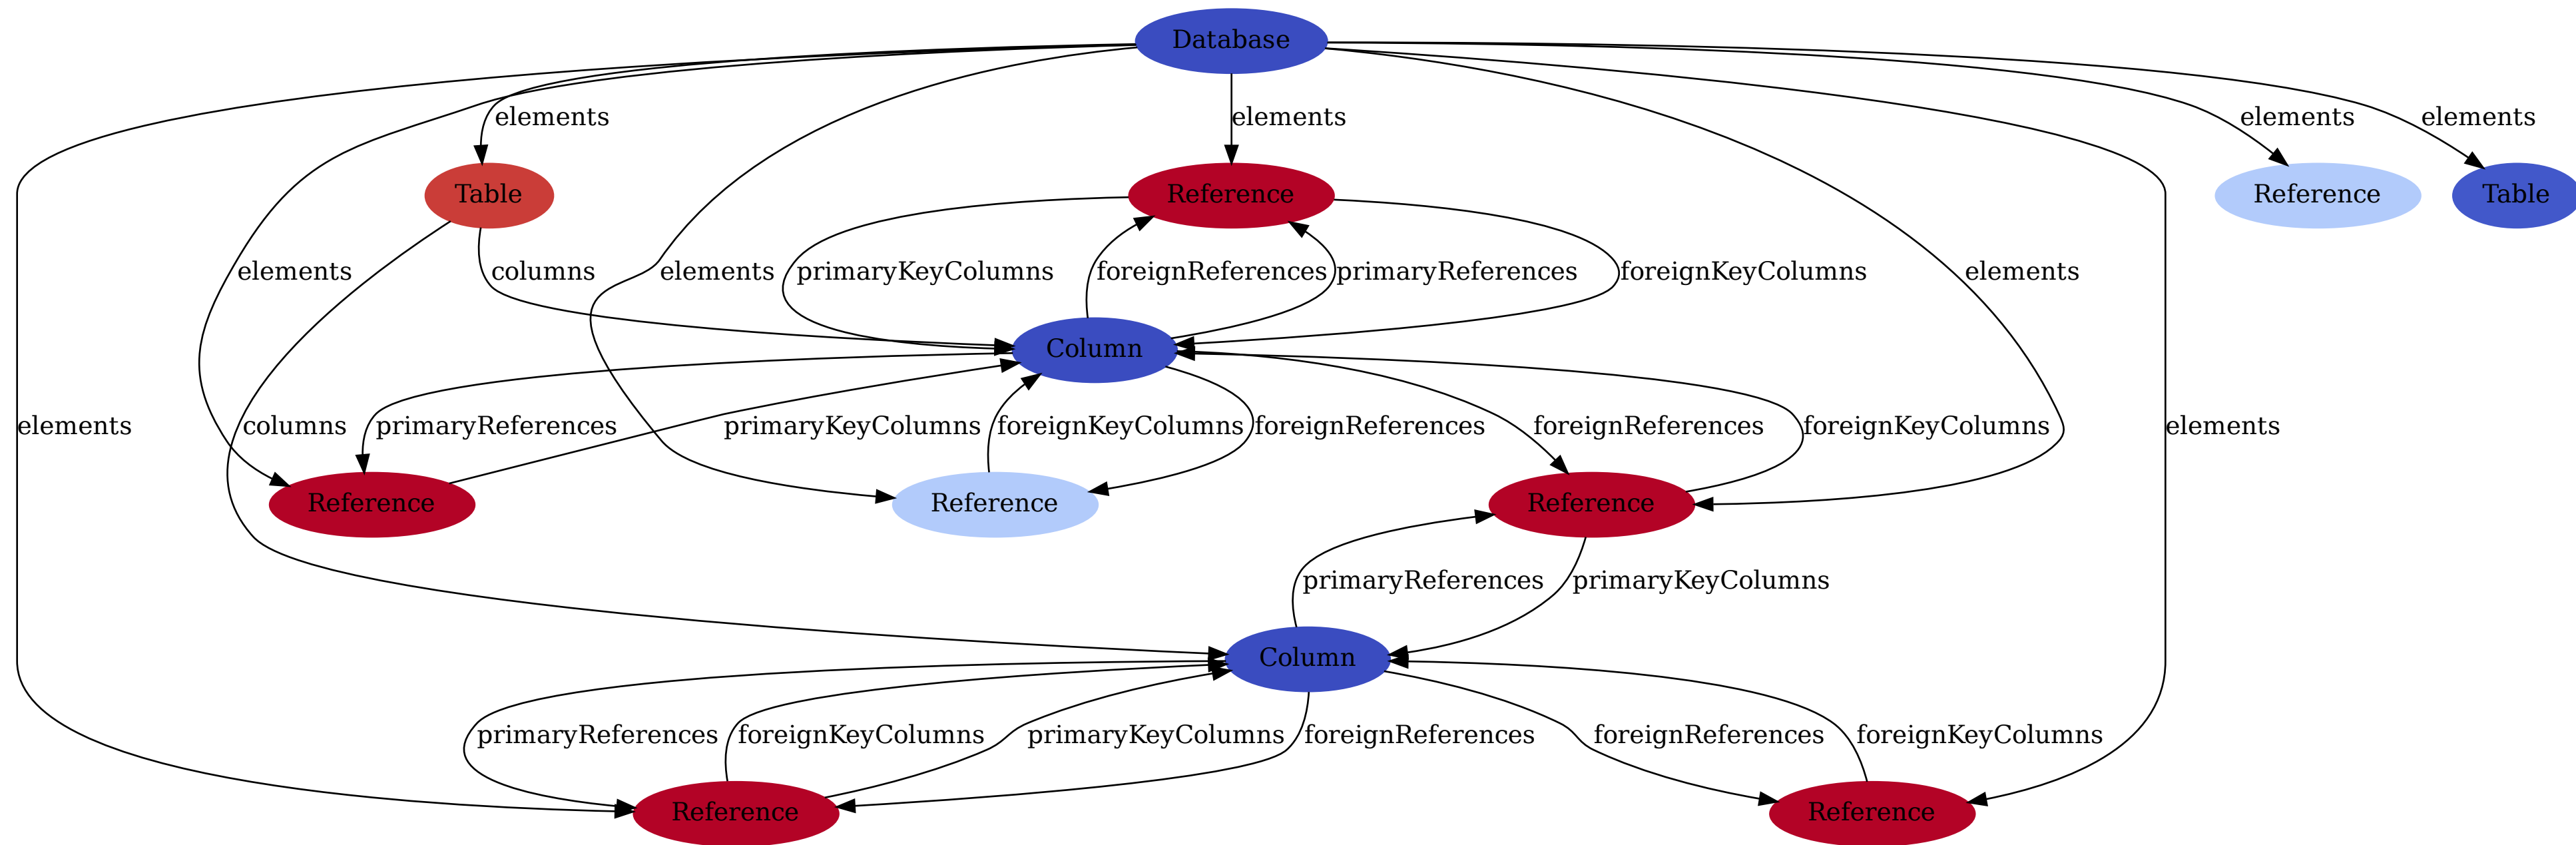 Database
elements
elements
elements
elements
Table
Reference
Reference
Table
elements
columns
elements
primaryKeyColumns
foreignReferences
primaryReferences
foreignKeyColumns
elements
Column
elements
columns
primaryReferences
primaryKeyColumns
foreignKeyColumns
foreignReferences
foreignReferences
foreignKeyColumns
elements
Reference
Reference
Reference
primaryReferences
primaryKeyColumns
Column
primaryReferences
foreignKeyColumns
primaryKeyColumns
foreignReferences
foreignReferences
foreignKeyColumns
Reference
Reference